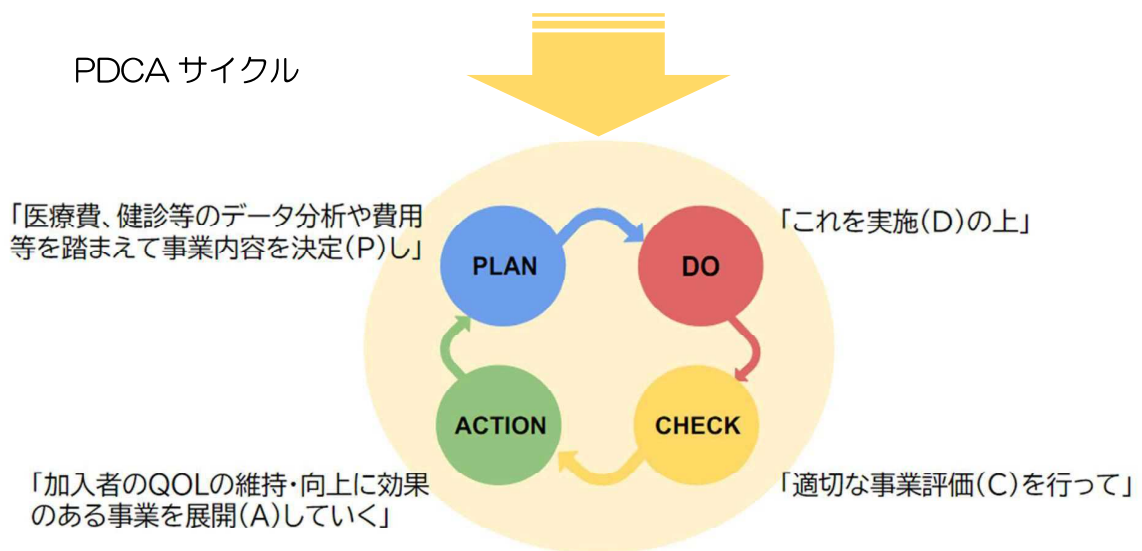 PDCA サイクル
「医療費、健診等のデータ分析や費用
等を踏まえて事業内容を決定(P)し」
PLAN
DO
「これを実施(D)の上」
ACTION
CHECK
「加入者のQOLの維持・向上に効果
のある事業を展開(A)していく」
「適切な事業評価(C)を行って」